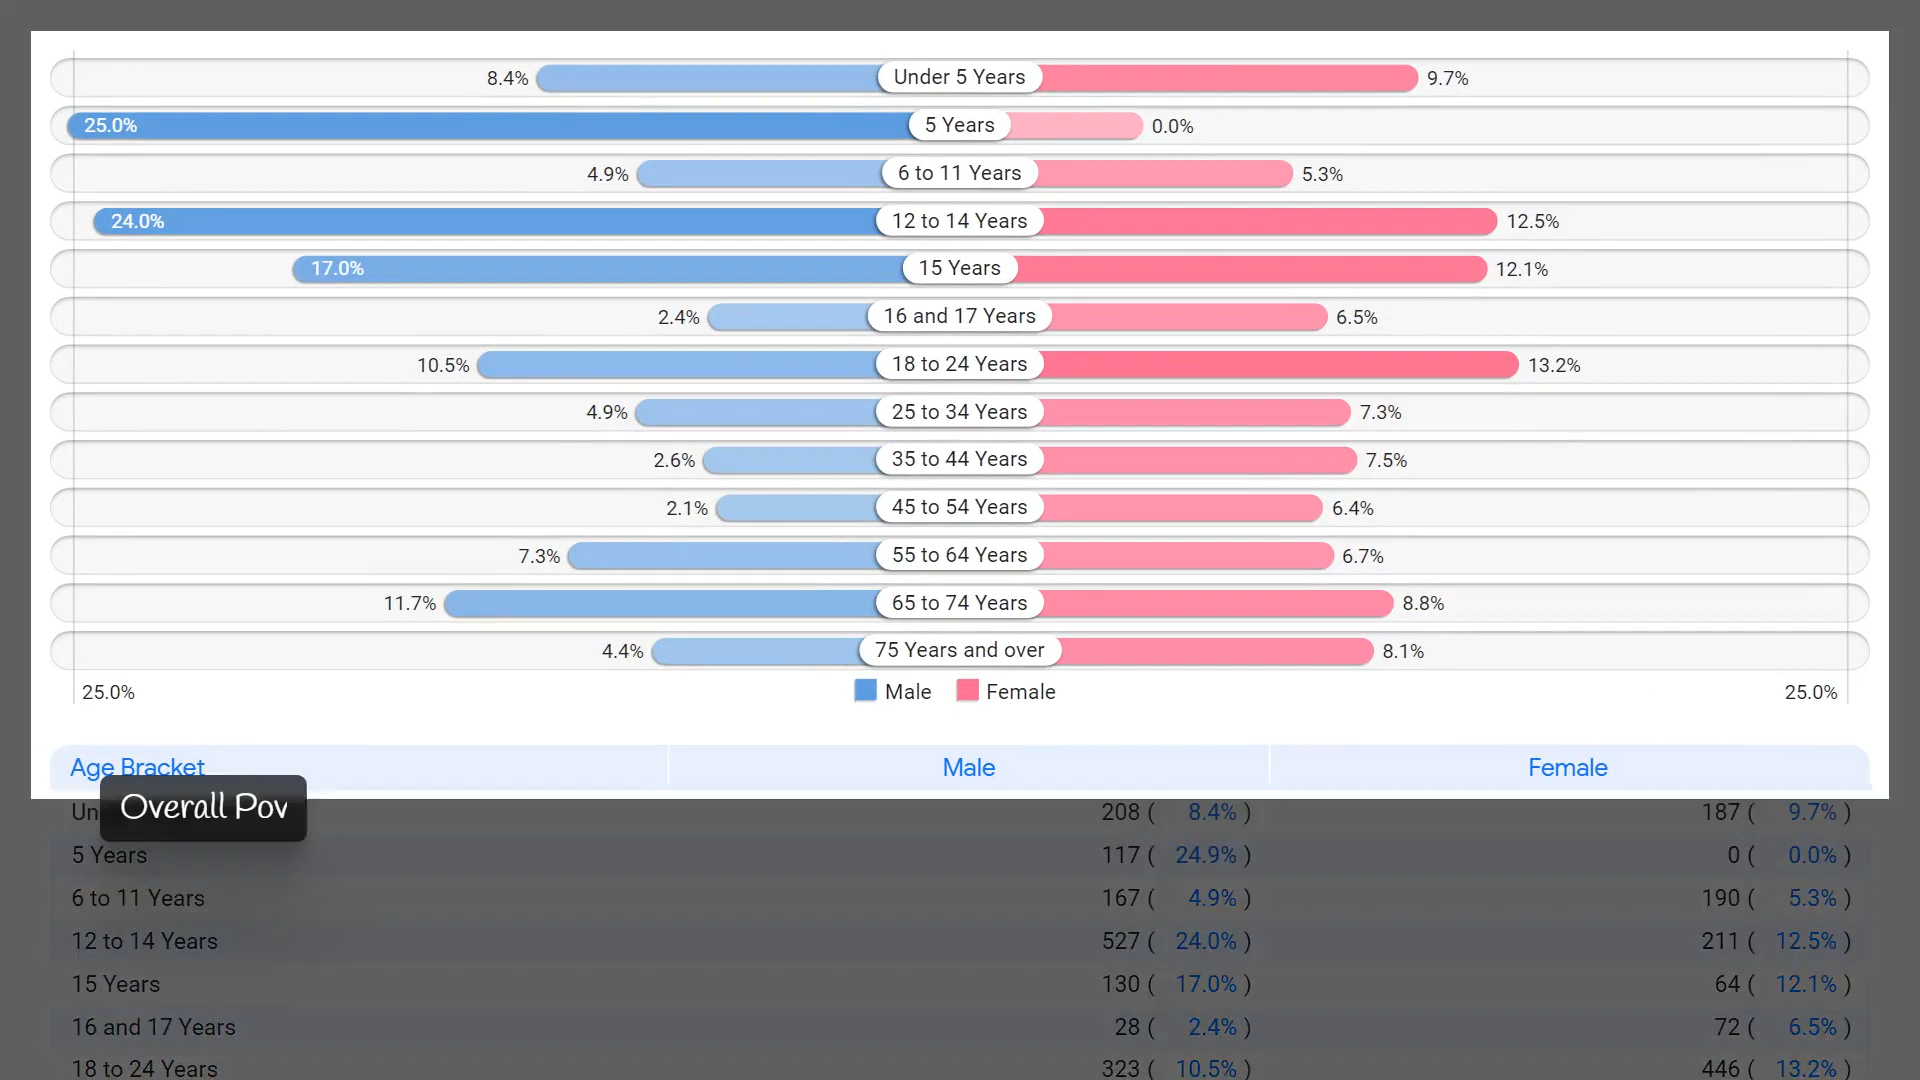 8.4% Under 5 Years 9.7%
25.0% 5 Years 0.0%
4.9% 6 to 11 Years 5.3%
24.0% 12 to 14 Years 12.5%
17.0% 15 Years 12.1%
2.4% 16 and 17 Years 6.5%
10.5% 18 to 24 Years 13.2%
4.9% 25 to 34 Years 7.3%
2.6% 35 to 44 Years 7.5%
2.1% 45 to 54 Years 6.4%
7.3% 55 to 64 Years 6.7%
11.7% 65 to 74 Years 8.8%
4.4% 75 Years and over 8.1%
25.0% Male Female 25.0%
Age Bracket Male Female
Overall Pov
Un 208 ( 8.4% ) 187 ( 9.7% )
5 Years 117 ( 24.9% ) 0 ( 0.0% )
6 to 11 Years 167 ( 4.9% ) 190 ( 5.3% )
12 to 14 Years 527 ( 24.0% ) 211 ( 12.5% )
15 Years 130 ( 17.0% ) 64 ( 12.1% )
16 and 17 Years 28 ( 2.4% ) 72 ( 6.5% )
18 to 24 Years 323 ( 10.5% ) 446 ( 13.2% )